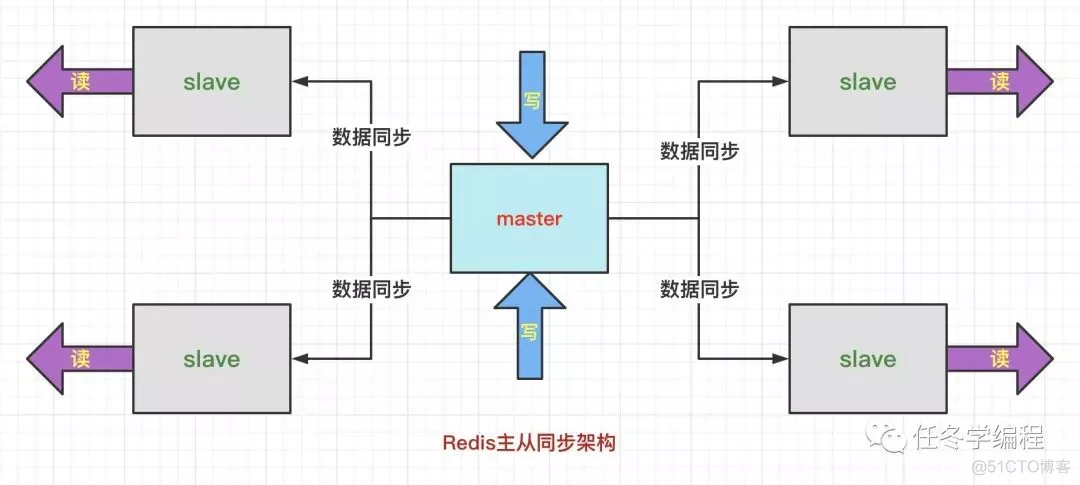 读
slave
写
slave
读
数据同步
数据同步
master
数据同步
数据同步
读
slave
写
slave
读
Redis主从同步架构
任冬学编程
@51CTO博客